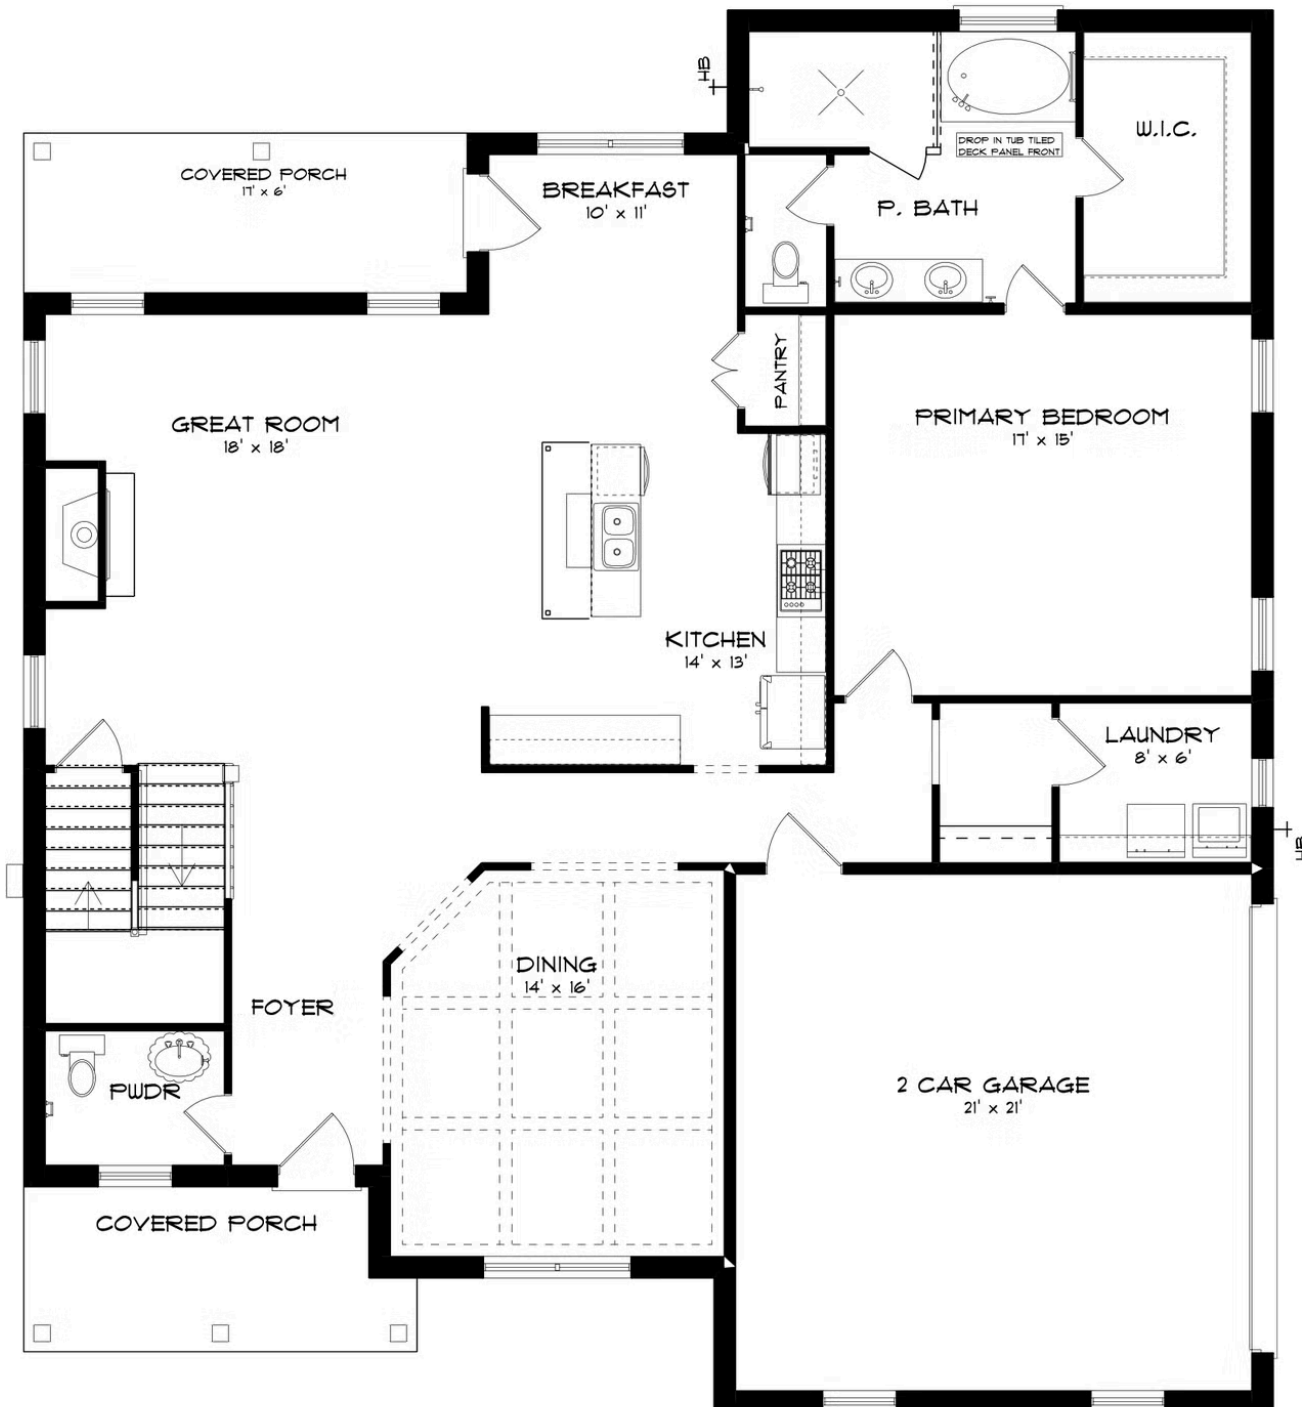 HB
W.I.C.
DROP IN TUB TILED
DECK PANEL FRONT
COVERED PORCH
17' x 6'
BREAKFAST
10' x 11'
P. BATH
PANTRY
GREAT ROOM
18' x 18'
PRIMARY BEDROOM
17' x 15'
KITCHEN
14' x 13'
LAUNDRY
8' x 6'
HB
DINING
14' x 16'
FOYER
PWDR
2 CAR GARAGE
21' x 21'
COVERED PORCH